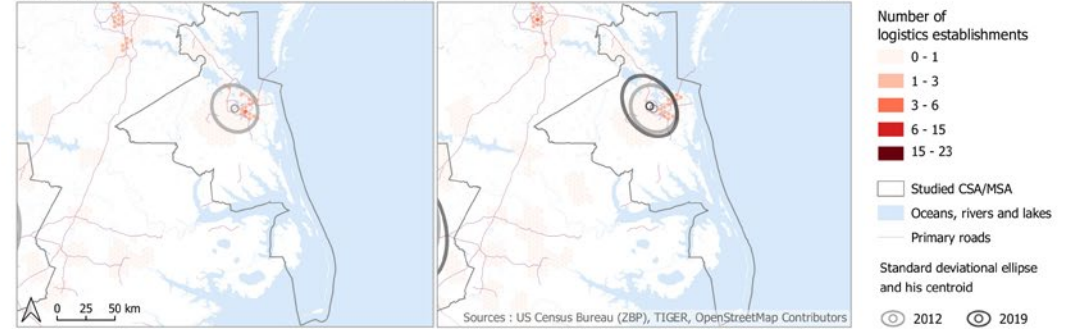 Number of
logistics establishments
0 - 1
1 - 3
3 - 6
6 - 15
15 - 23
Studied CSA/MSA
Oceans, rivers and lakes
Primary roads
Standard deviational ellipse
and his centroid
2012 2019
0 25 50 km
Sources : US Census Bureau (ZBP), TIGER, OpenStreetMap Contributors